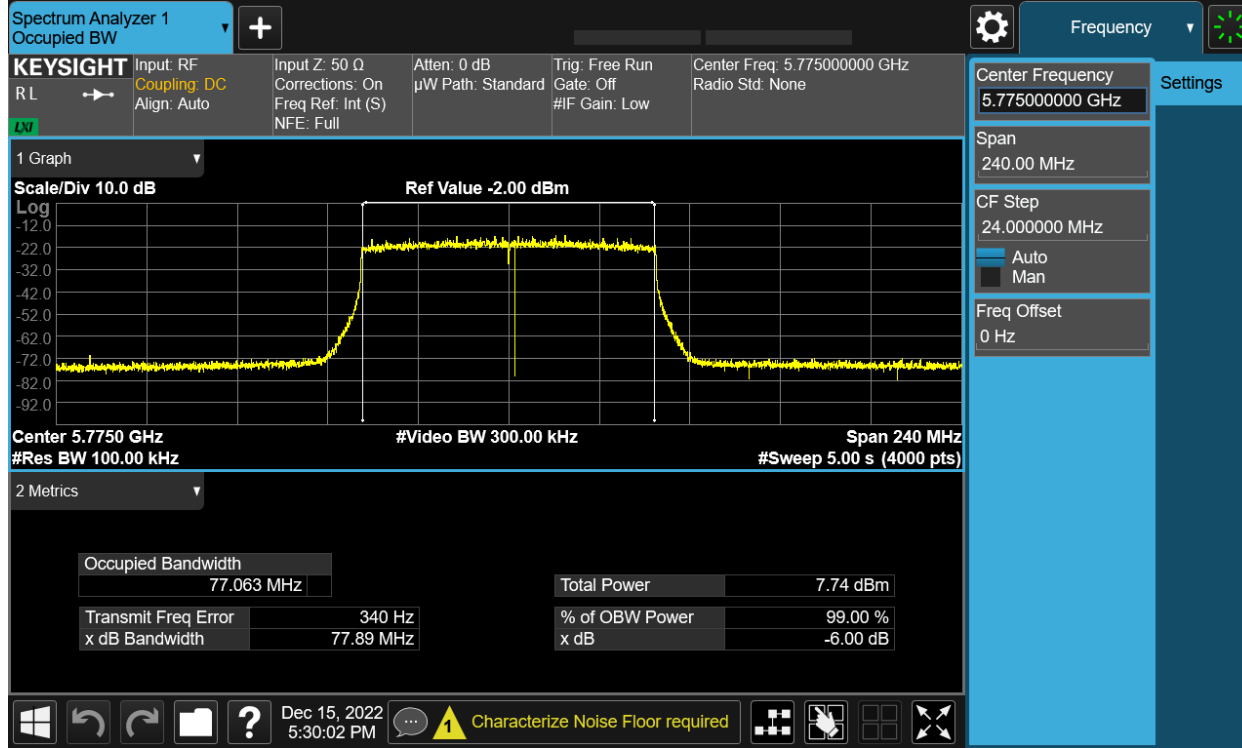 Spectrum Analyzer 1
Occupied BW
Frequency
KEYSIGHT
R L
LXI
Input: RF
Coupling: DC
Align: Auto
Input Z: 50 Ω
Corrections: On
Freq Ref: Int (S)
NFE: Full
Atten: 0 dB
µW Path: Standard
Trig: Free Run
Gate: Off
#IF Gain: Low
Center Freq: 5.775000000 GHz
Radio Std: None
Center Frequency
5.775000000 GHz
Settings
Span
240.00 MHz
CF Step
24.000000 MHz
Auto
Man
Freq Offset
0 Hz
1 Graph
Scale/Div 10.0 dB
Ref Value -2.00 dBm
Log
-12.0
-22.0
-32.0
-42.0
-52.0
-62.0
-72.0
-82.0
-92.0
Center 5.7750 GHz
#Video BW 300.00 kHz
Span 240 MHz
#Res BW 100.00 kHz
#Sweep 5.00 s (4000 pts)
2 Metrics
Occupied Bandwidth
77.063 MHz
Total Power 7.74 dBm
Transmit Freq Error 340 Hz
% of OBW Power 99.00 %
x dB Bandwidth 77.89 MHz
x dB -6.00 dB
?
Dec 15, 2022
5:30:02 PM
1
Characterize Noise Floor required